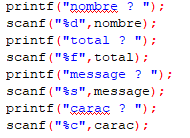 printf("nombre ? ");
scanf("%d",nombre);
printf("total ? ");
scanf("%f",total);
printf("message ? ");
scanf("%s",message);
printf("carac ? ");
scanf("%c",carac);